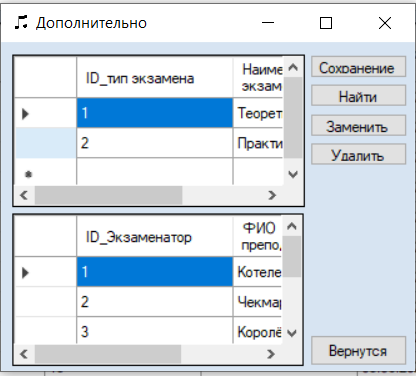 Дополнительно
ID_тип экзамена
Наиме
экзам
Сохранение
1
Теорет
Найти
2
Практи
Заменить
Удалить
ID_Экзаменатор
ФИО
препод
1
Котеле
2
Чекмар
3
Королё
Вернутся